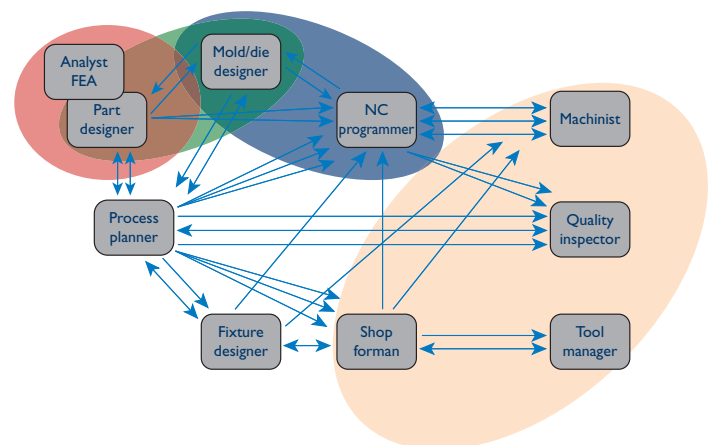 Analyst
FEA
Mold/die
designer
Part
designer
NC
programmer
Machinist
Process
planner
Quality
inspector
Fixture
designer
Shop
forman
Tool
manager